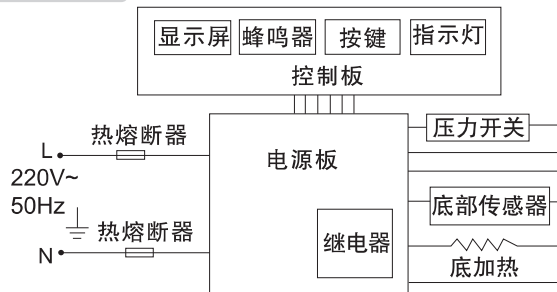 显示屏 蜂鸣器 按键 指示灯
控制板
热熔断器
L
220V~
50Hz
N
热熔断器
电源板
继电器
压力开关
底部传感器
底加热